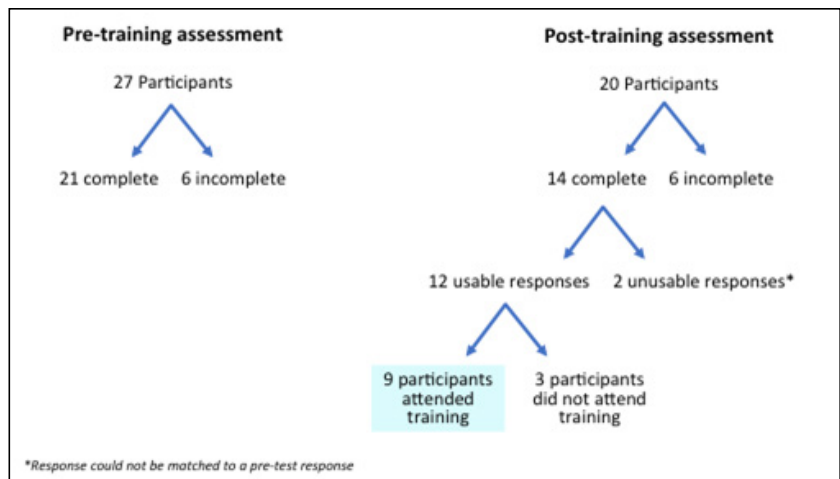 Pre-training assessment
27 Participants
21 complete
6 incomplete
Post-training assessment
20 Participants
14 complete
6 incomplete
12 usable responses
2 unusable responses*
9 participants
attended
training
3 participants
did not attend
training
*Response could not be matched to a pre-test response